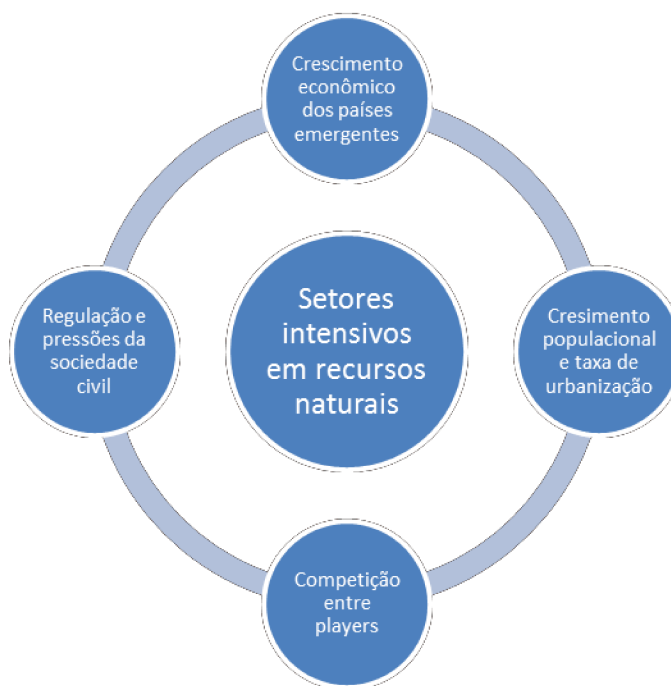 Crescimento
econômico
dos países
emergentes
Setores
intensivos
em recursos
naturais
Regulação e
pressões da
sociedade
civil
Cresimento
populacional
e taxa de
urbanização
Competição
entre
players